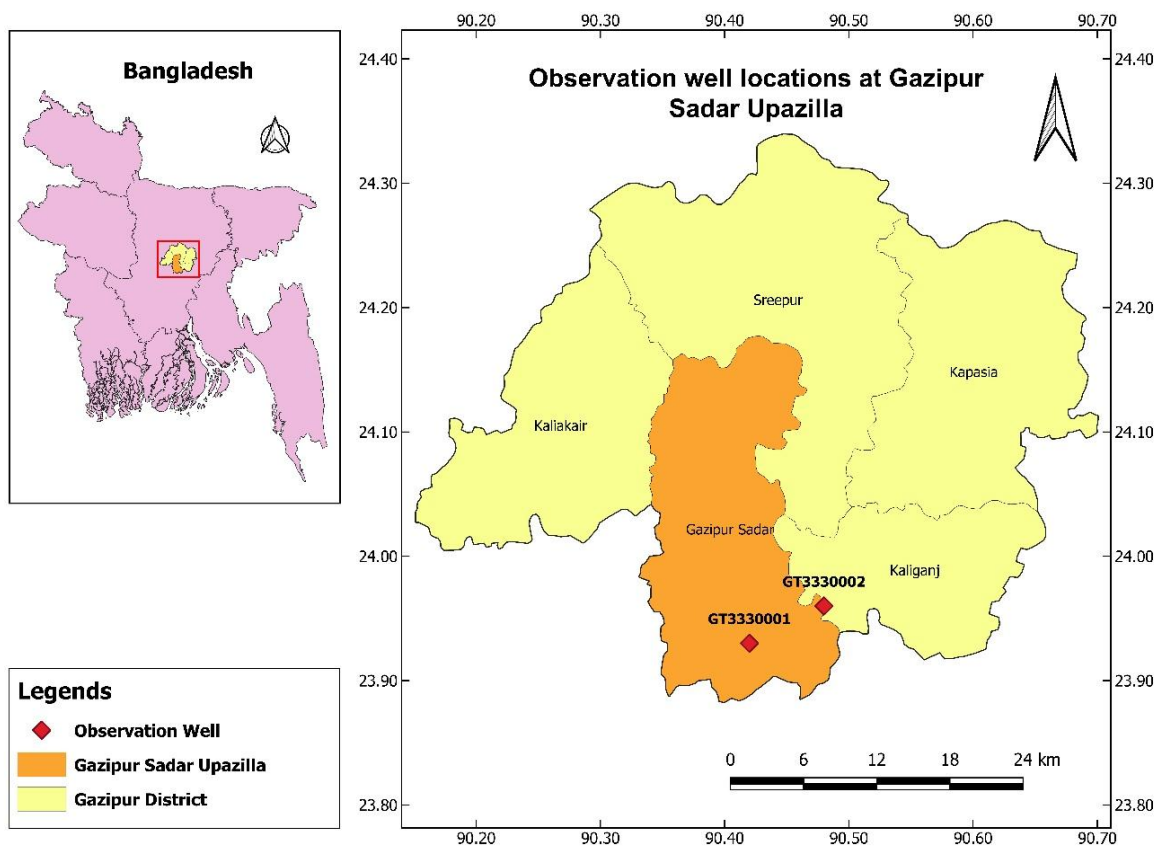 Bangladesh
90.20 90.30 90.40 90.50 90.60 90.70
24.40 24.40
Observation well locations at Gazipur
Sadar Upazilla
24.30 24.30
24.20 24.20
Sreepur
Kapasia
Kaliakair
24.10 24.10
Gazipur Sadar
24.00 24.00
Kaliganj
GT3330002
GT3330001
23.90 23.90
0 6 12 18 24 km
23.80 23.80
90.20 90.30 90.40 90.50 90.60 90.70
Legends
Observation Well
Gazipur Sadar Upazilla
Gazipur District